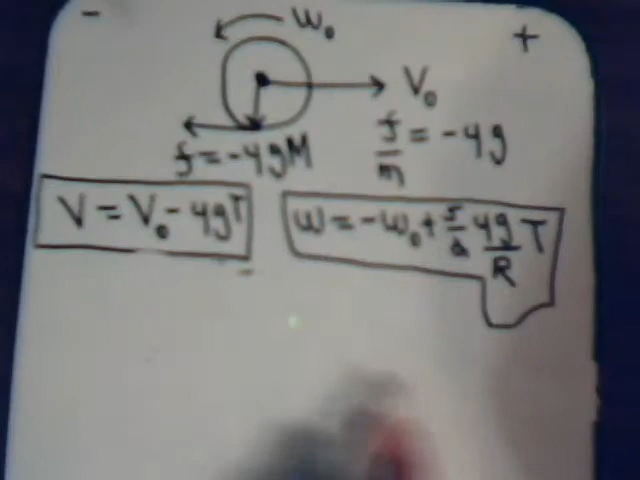 - ω₀ +
V₀
f = -μgM f/m = -μg
V = V₀ - μgT ω = -ω₀ + 5/2 μg/R T